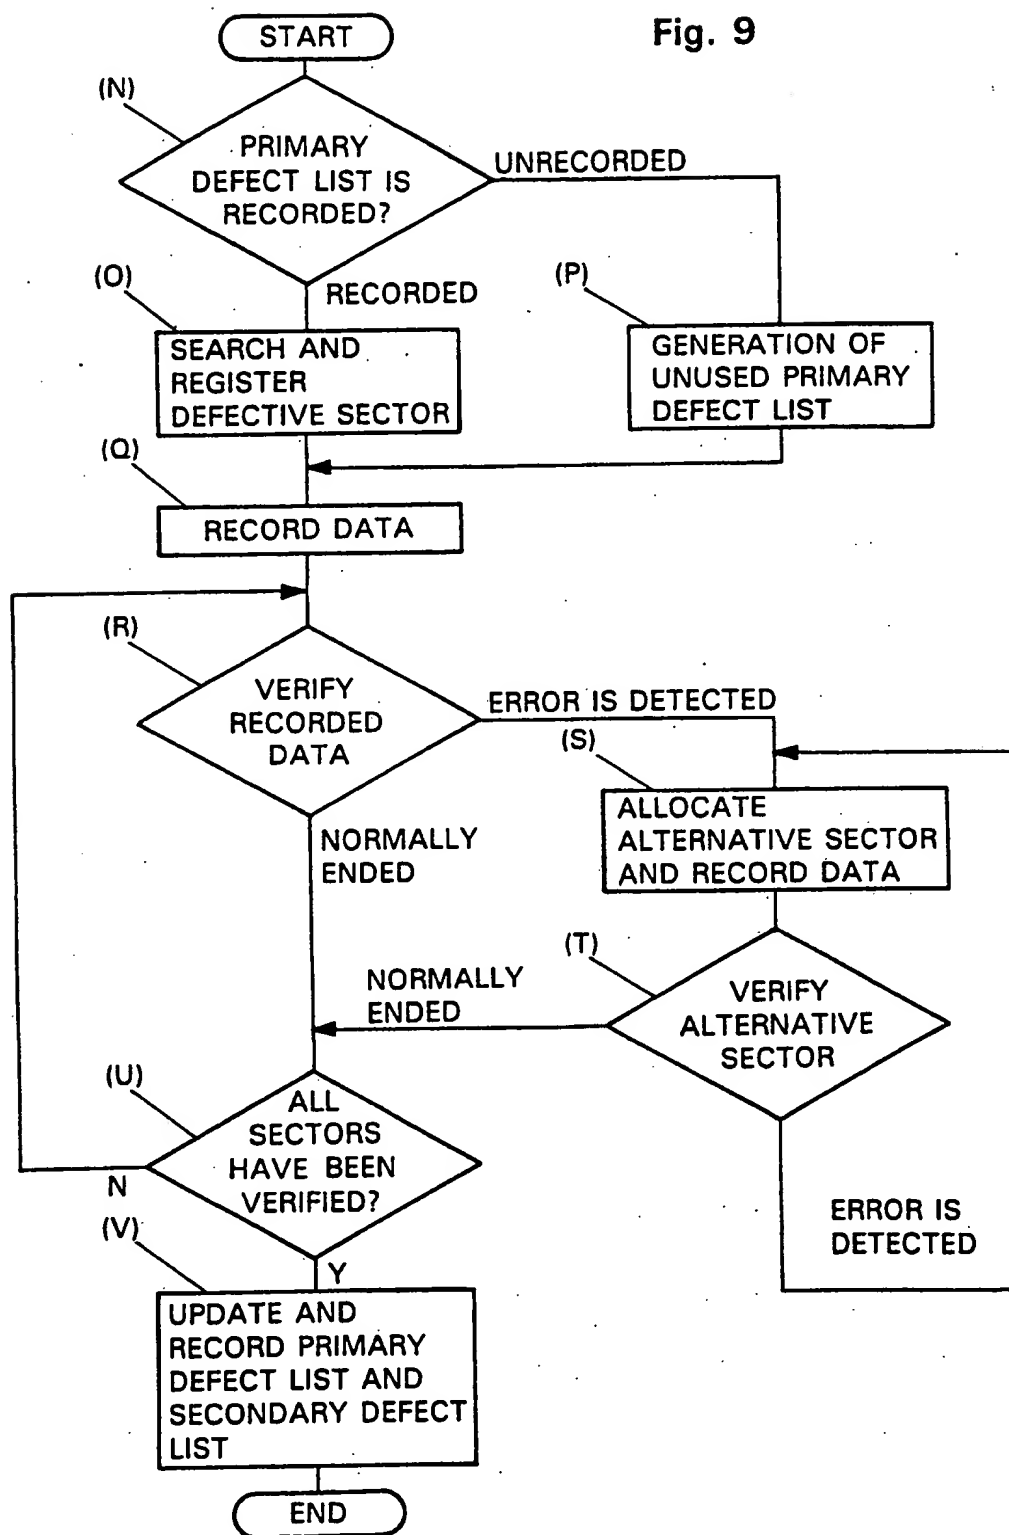 Fig. 9
START
(N)
PRIMARY
DEFECT LIST IS
RECORDED?
UNRECORDED
RECORDED
(O)
SEARCH AND
REGISTER
DEFECTIVE SECTOR
(P)
GENERATION OF
UNUSED PRIMARY
DEFECT LIST
(Q)
RECORD DATA
(R)
VERIFY
RECORDED
DATA
ERROR IS DETECTED
NORMALLY
ENDED
(S)
ALLOCATE
ALTERNATIVE SECTOR
AND RECORD DATA
(T)
VERIFY
ALTERNATIVE
SECTOR
NORMALLY
ENDED
ERROR IS
DETECTED
(U)
ALL
SECTORS
HAVE BEEN
VERIFIED?
N
Y
(V)
UPDATE AND
RECORD PRIMARY
DEFECT LIST AND
SECONDARY DEFECT
LIST
END